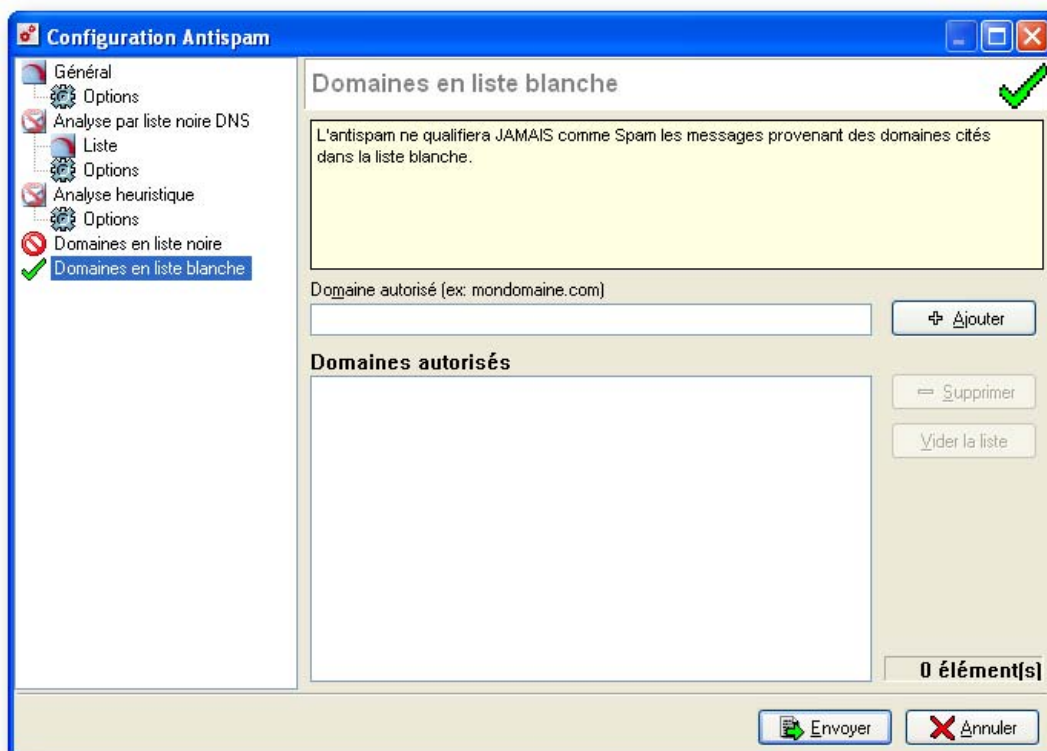 Configuration Antispam
Général
Options
Analyse par liste noire DNS
Liste
Options
Analyse heuristique
Options
Domaines en liste noire
Domaines en liste blanche
Domaines en liste blanche
L'antispam ne qualifiera JAMAIS comme Spam les messages provenant des domaines cités
dans la liste blanche.
Domaine autorisé (ex: mondomaine.com)
Ajouter
Domaines autorisés
Supprimer
Vider la liste
0 élément(s)
Envoyer
Annuler